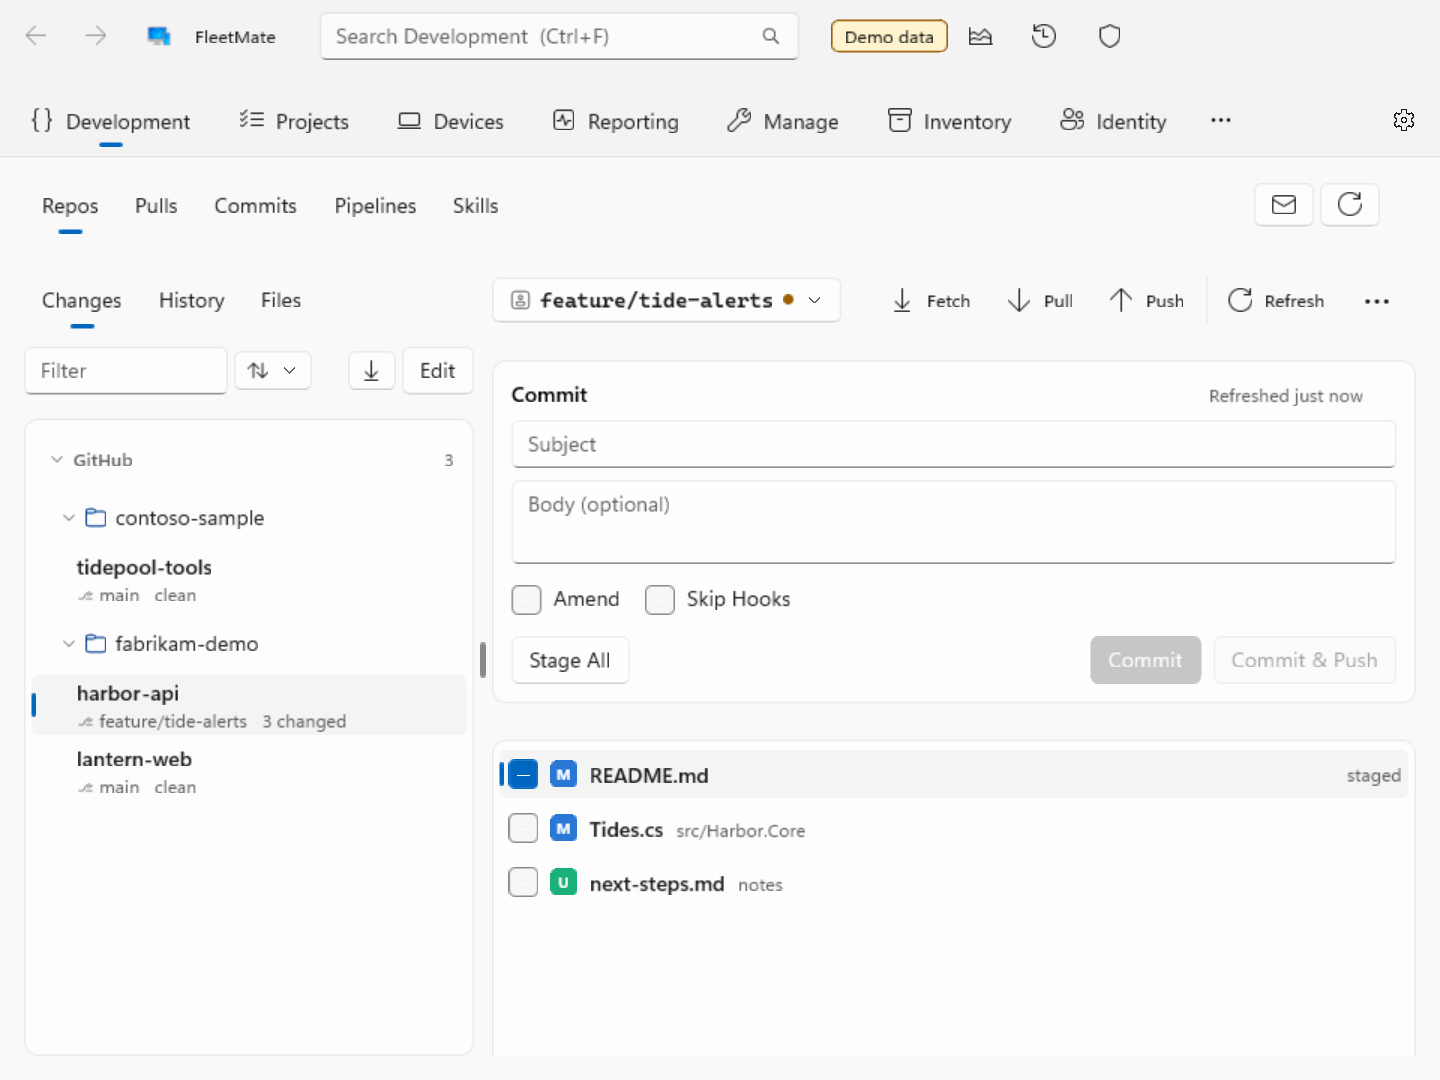 FleetMate
Search Development (Ctrl+F)
Demo data
Development
Projects
Devices
Reporting
Manage
Inventory
Identity
Repos
Pulls
Commits
Pipelines
Skills
Changes
History
Files
feature/tide-alerts
Fetch
Pull
Push
Refresh
Filter
Edit
GitHub 3
contoso-sample
tidepool-tools
main clean
fabrikam-demo
harbor-api
feature/tide-alerts 3 changed
lantern-web
main clean
Commit
Refreshed just now
Subject
Body (optional)
Amend
Skip Hooks
Stage All
Commit
Commit & Push
M README.md staged
M Tides.cs src/Harbor.Core
U next-steps.md notes